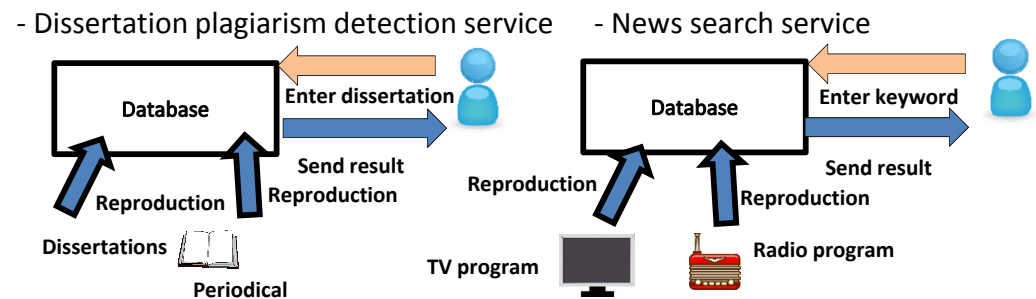 - Dissertation plagiarism detection service
Database
Enter dissertation
Send result
Reproduction
Reproduction
Dissertations
Periodical
- News search service
Database
Enter keyword
Send result
Reproduction
Reproduction
TV program
Radio program